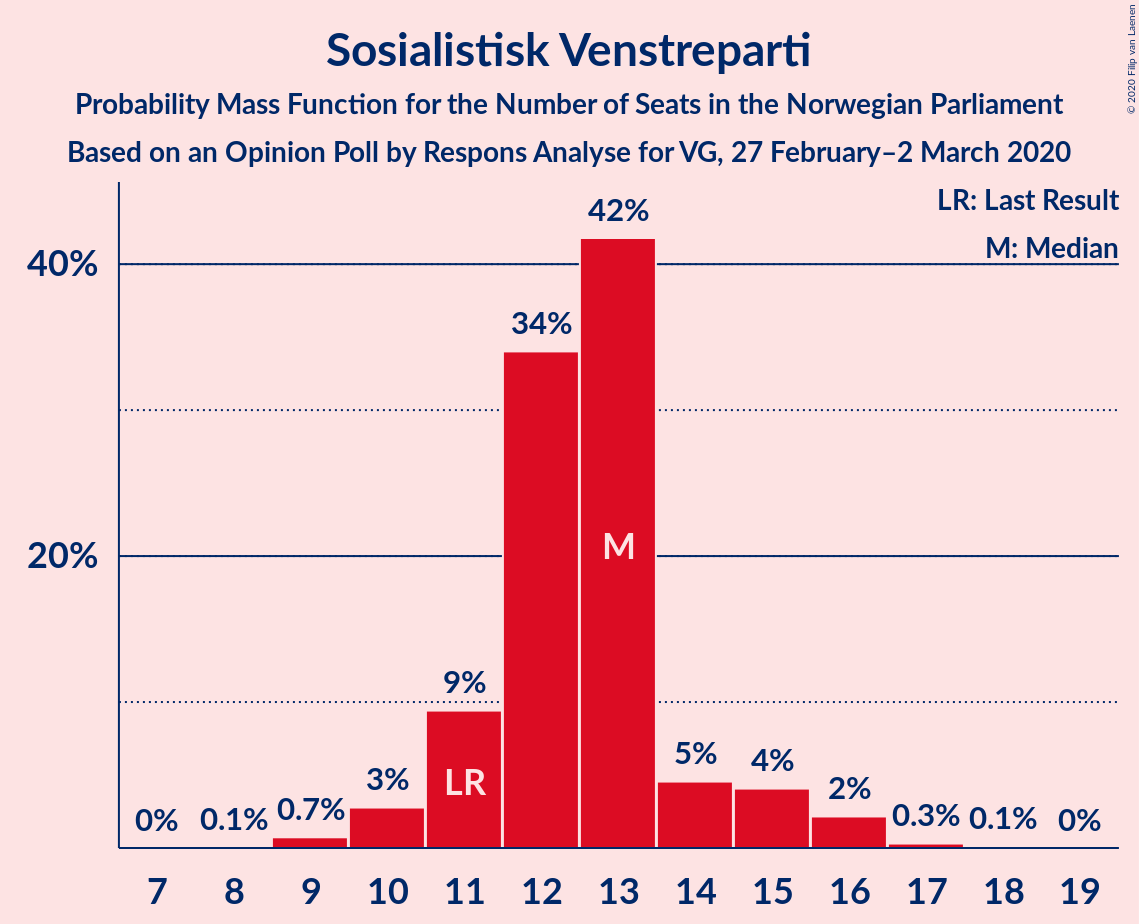 Sosialistisk Venstreparti
Probability Mass Function for the Number of Seats in the Norwegian Parliament
Based on an Opinion Poll by Respons Analyse for VG, 27 February–2 March 2020
© 2020 Filip van Laenen
LR: Last Result
M: Median
40%
20%
0%
0.1%
0.7%
3%
9%
34%
42%
5%
4%
2%
0.3%
0.1%
0%
LR
M
7 8 9 10 11 12 13 14 15 16 17 18 19